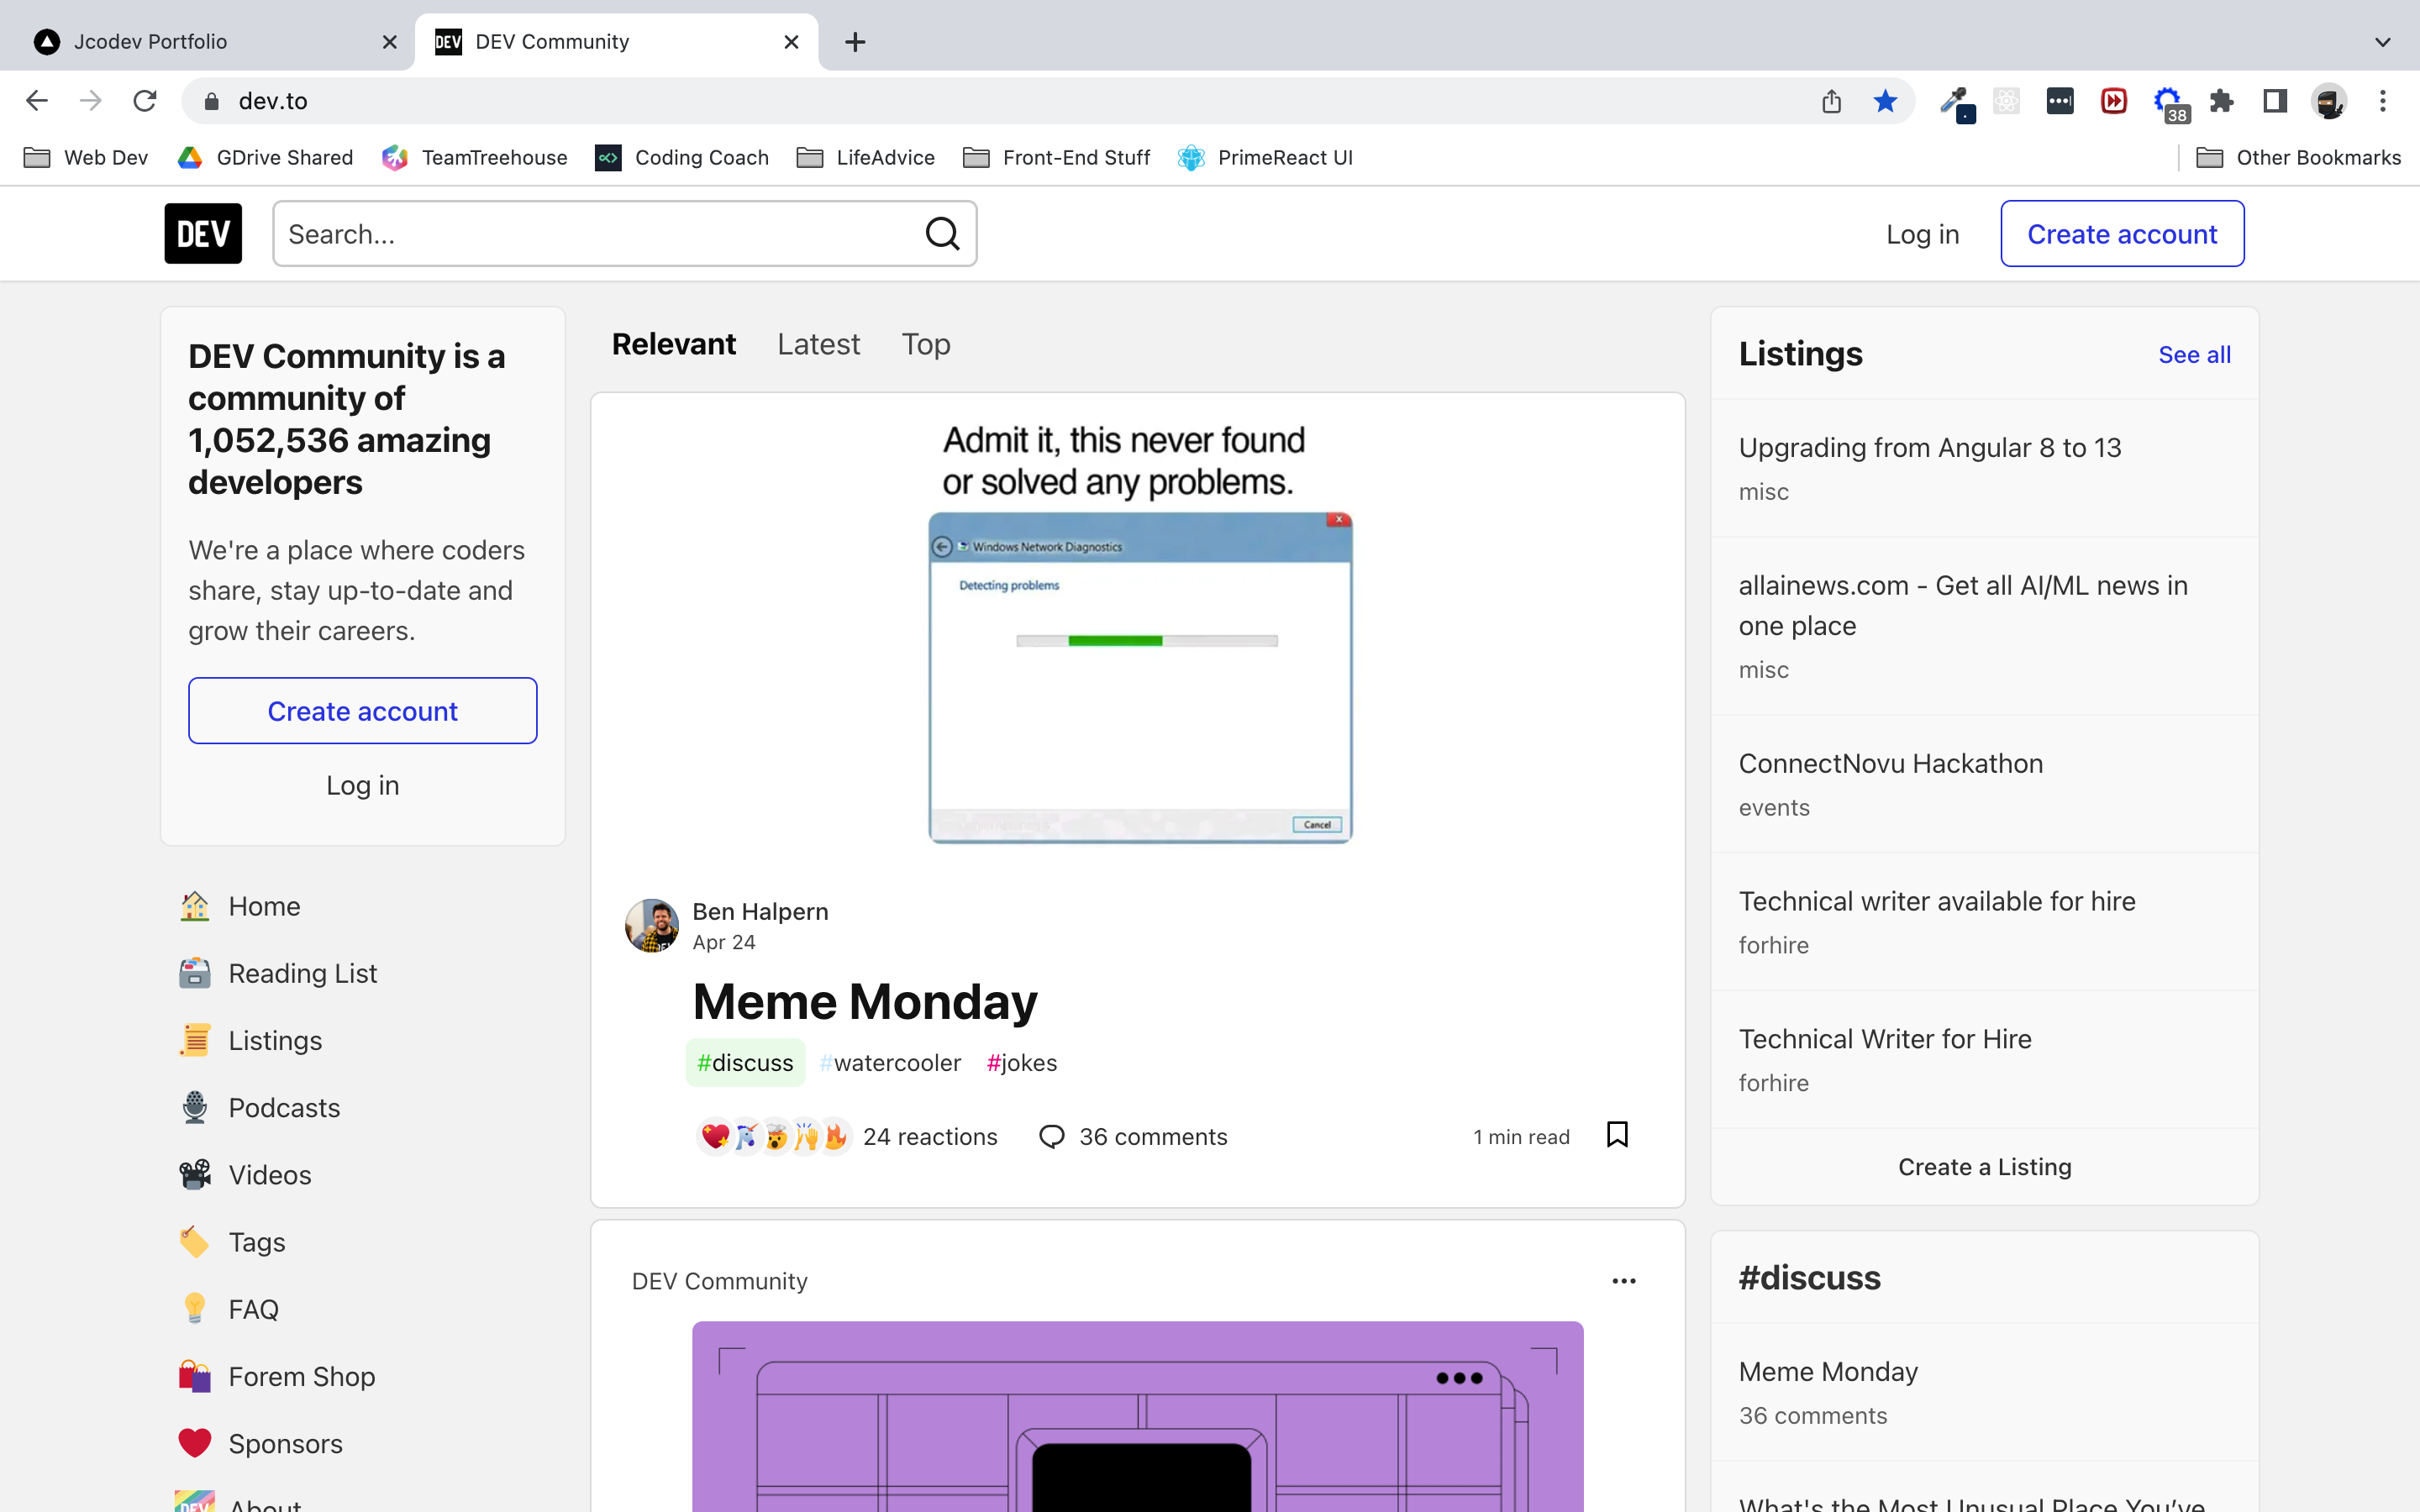 Jcodev Portfolio
DEV DEV Community
dev.to
38
Web Dev
GDrive Shared
TeamTreehouse
Coding Coach
LifeAdvice
Front-End Stuff
PrimeReact UI
Other Bookmarks
DEV
Search...
Log in
Create account
DEV Community is a
community of
1,052,536 amazing
developers
We're a place where coders
share, stay up-to-date and
grow their careers.
Create account
Log in
Home
Reading List
Listings
Podcasts
Videos
Tags
FAQ
Forem Shop
Sponsors
DEV About
Relevant
Latest
Top
Admit it, this never found
or solved any problems.
Windows Network Diagnostics
Detecting problems
Cancel
Ben Halpern
Apr 24
Meme Monday
#discuss #watercooler #jokes
24 reactions
36 comments
1 min read
DEV Community
Listings
See all
Upgrading from Angular 8 to 13
misc
allainews.com - Get all AI/ML news in
one place
misc
ConnectNovu Hackathon
events
Technical writer available for hire
forhire
Technical Writer for Hire
forhire
Create a Listing
#discuss
Meme Monday
36 comments
What's the Most Unusual Place You've